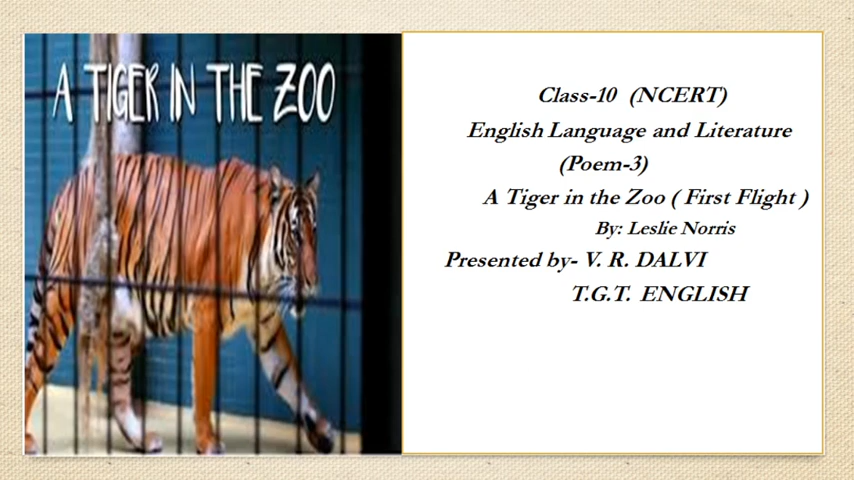 A TIGER IN THE ZOO
Class-10 (NCERT)
English Language and Literature
(Poem-3)
A Tiger in the Zoo ( First Flight )
By: Leslie Norris
Presented by- V. R. DALVI
T.G.T. ENGLISH